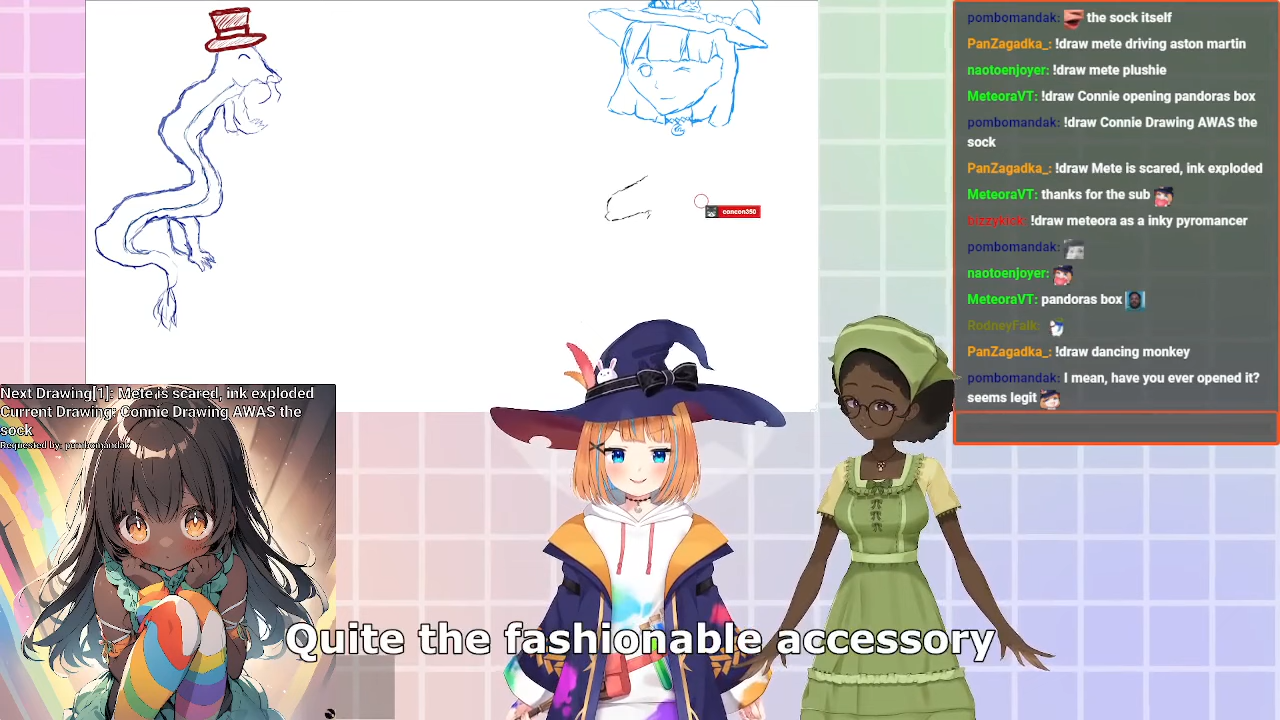 concon350
Next Drawing[1]: Mete is scared, ink exploded
Current Drawing: Connie Drawing AWAS the
sock
Requested by: pombomandak
Quite the fashionable accessory
pombomandak: the sock itself
PanZagadka_: !draw mete driving aston martin
naotoenjoyer: !draw mete plushie
MeteoraVT: !draw Connie opening pandoras box
pombomandak: !draw Connie Drawing AWAS the
sock
PanZagadka_: !draw Mete is scared, ink exploded
MeteoraVT: thanks for the sub
bizzykick: !draw meteora as a inky pyromancer
pombomandak:
naotoenjoyer:
MeteoraVT: pandoras box
RodneyFalk:
PanZagadka_: !draw dancing monkey
pombomandak: I mean, have you ever opened it?
seems legit